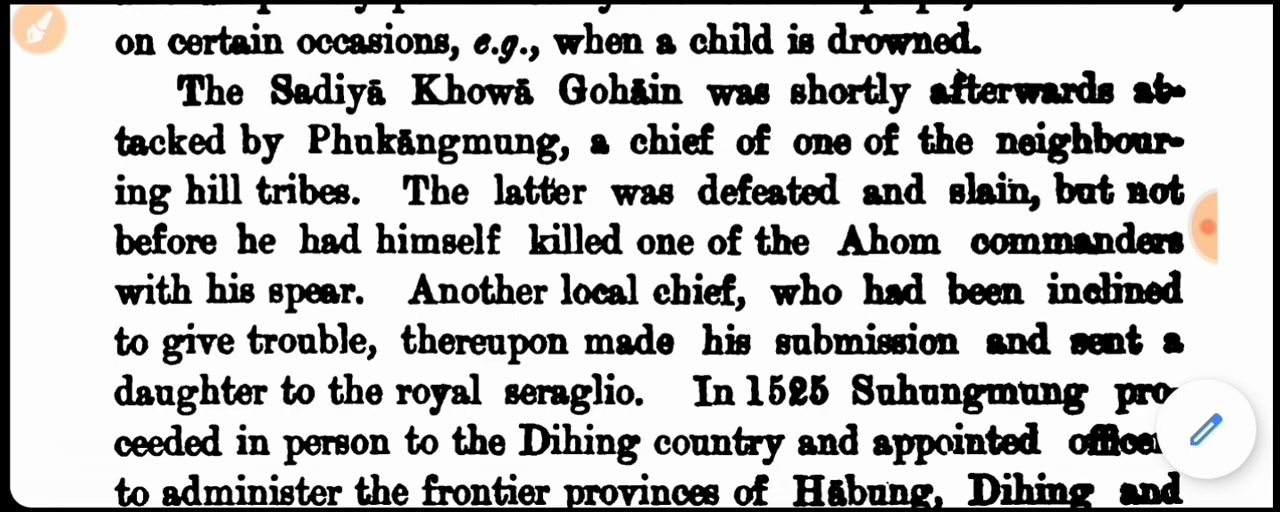 on certain occasions, e.g., when a child is drowned.
The Sadiyā Khowā Gohāin was shortly afterwards at-
tacked by Phukāngmung, a chief of one of the neighbour-
ing hill tribes. The latter was defeated and slain, but not
before he had himself killed one of the Ahom commanders
with his spear. Another local chief, who had been inclined
to give trouble, thereupon made his submission and sent a
daughter to the royal seraglio. In 1525 Suhungmung pro-
ceeded in person to the Dihing country and appointed
to administer the frontier provinces of Hābung, Dihing and